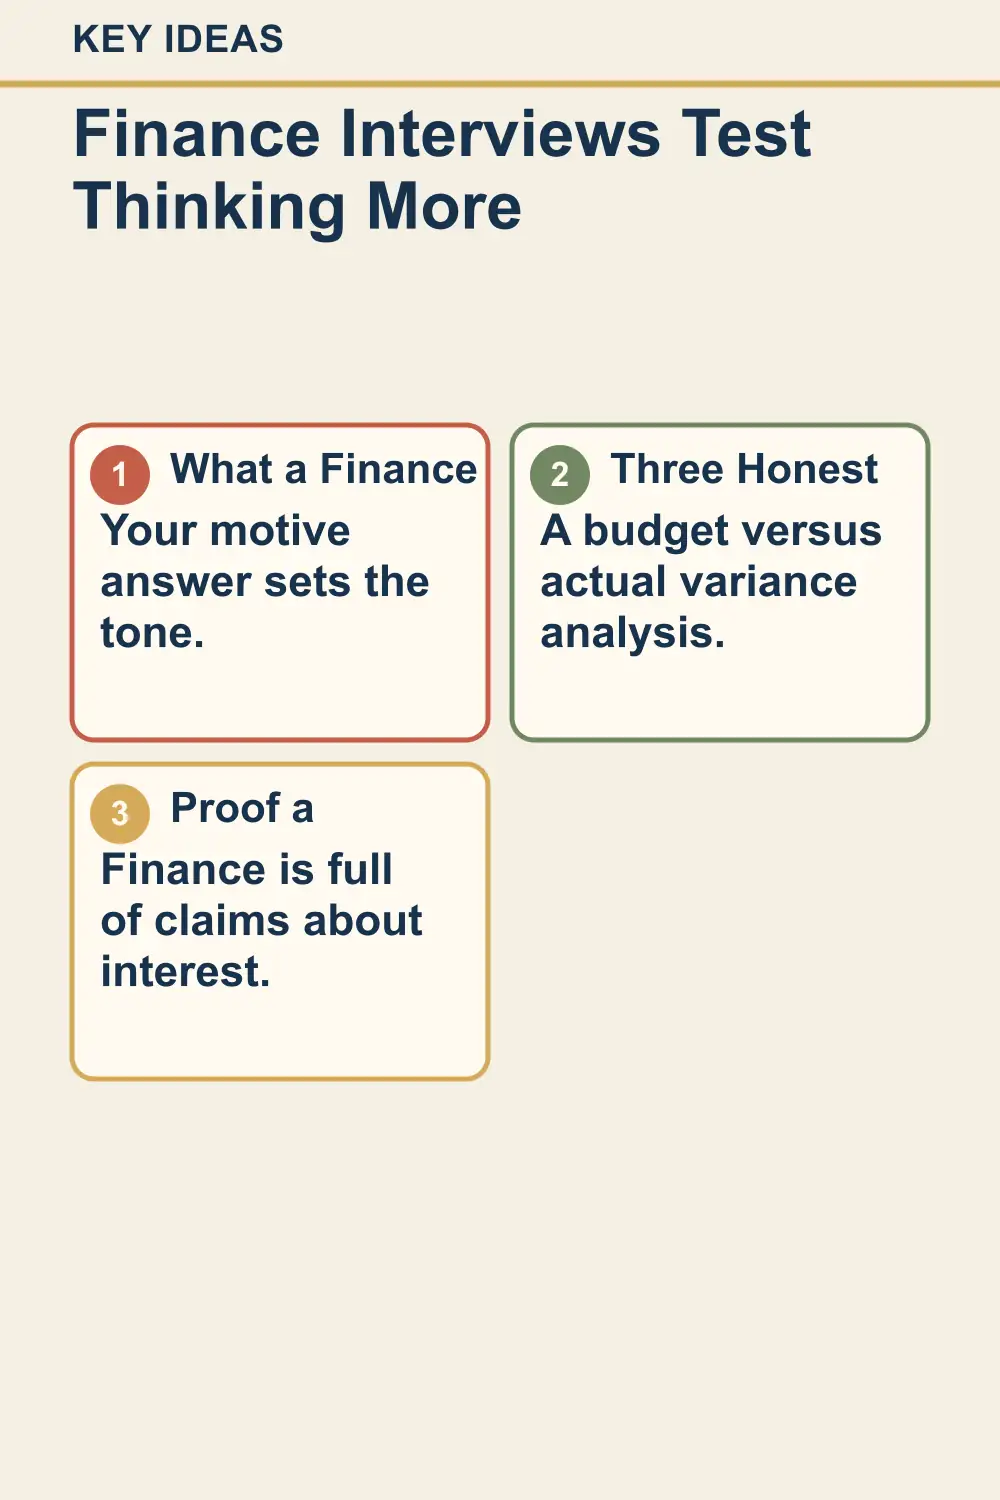 KEY IDEAS
Finance Interviews Test
Thinking More
1 What a Finance
Your motive
answer sets the
tone.
2 Three Honest
A budget versus
actual variance
analysis.
3 Proof a
Finance is full
of claims about
interest.